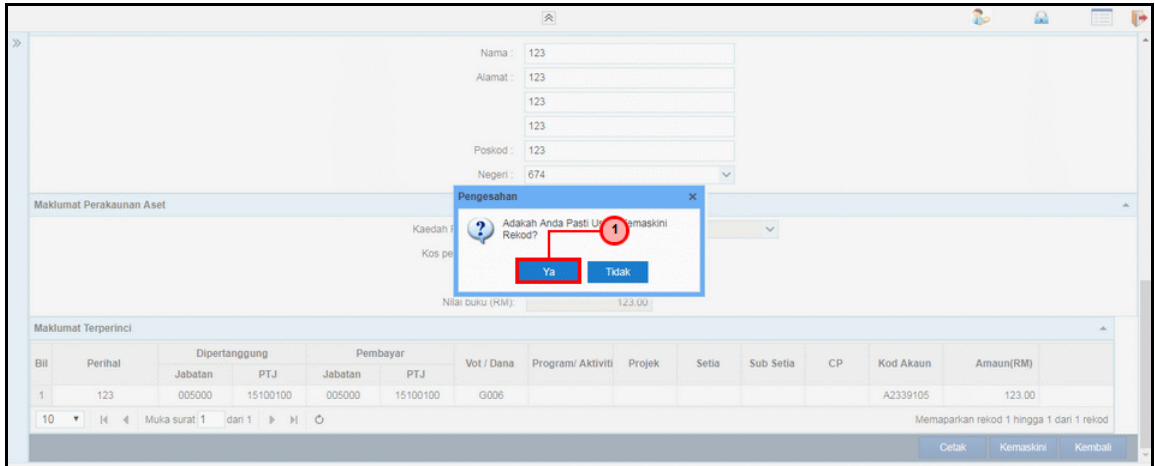 Nama : 123
Alamat : 123
123
123
Poskod : 123
Negeri : 674
Pengesahan
Maklumat Perakaunan Aset
Adakah Anda Pasti
Rekod?
1
Kaedah
Kos
Ya Tidak
Nilai buku (RM): 123.00
Maklumat Terperinci
Bil Perihal Dipertanggung Pembayar Vot / Dana Program/ Aktiviti Projek Setia Sub Setia CP Kod Akaun Amaun(RM)
Jabatan PTJ Jabatan PTJ
1 123 005000 15100100 005000 15100100 G006 A2339105 123.00
10 Muka surat 1 dari 1 Memaparkan rekod 1 hingga 1 dari 1 rekod
Cetak Kemaskini Kembali